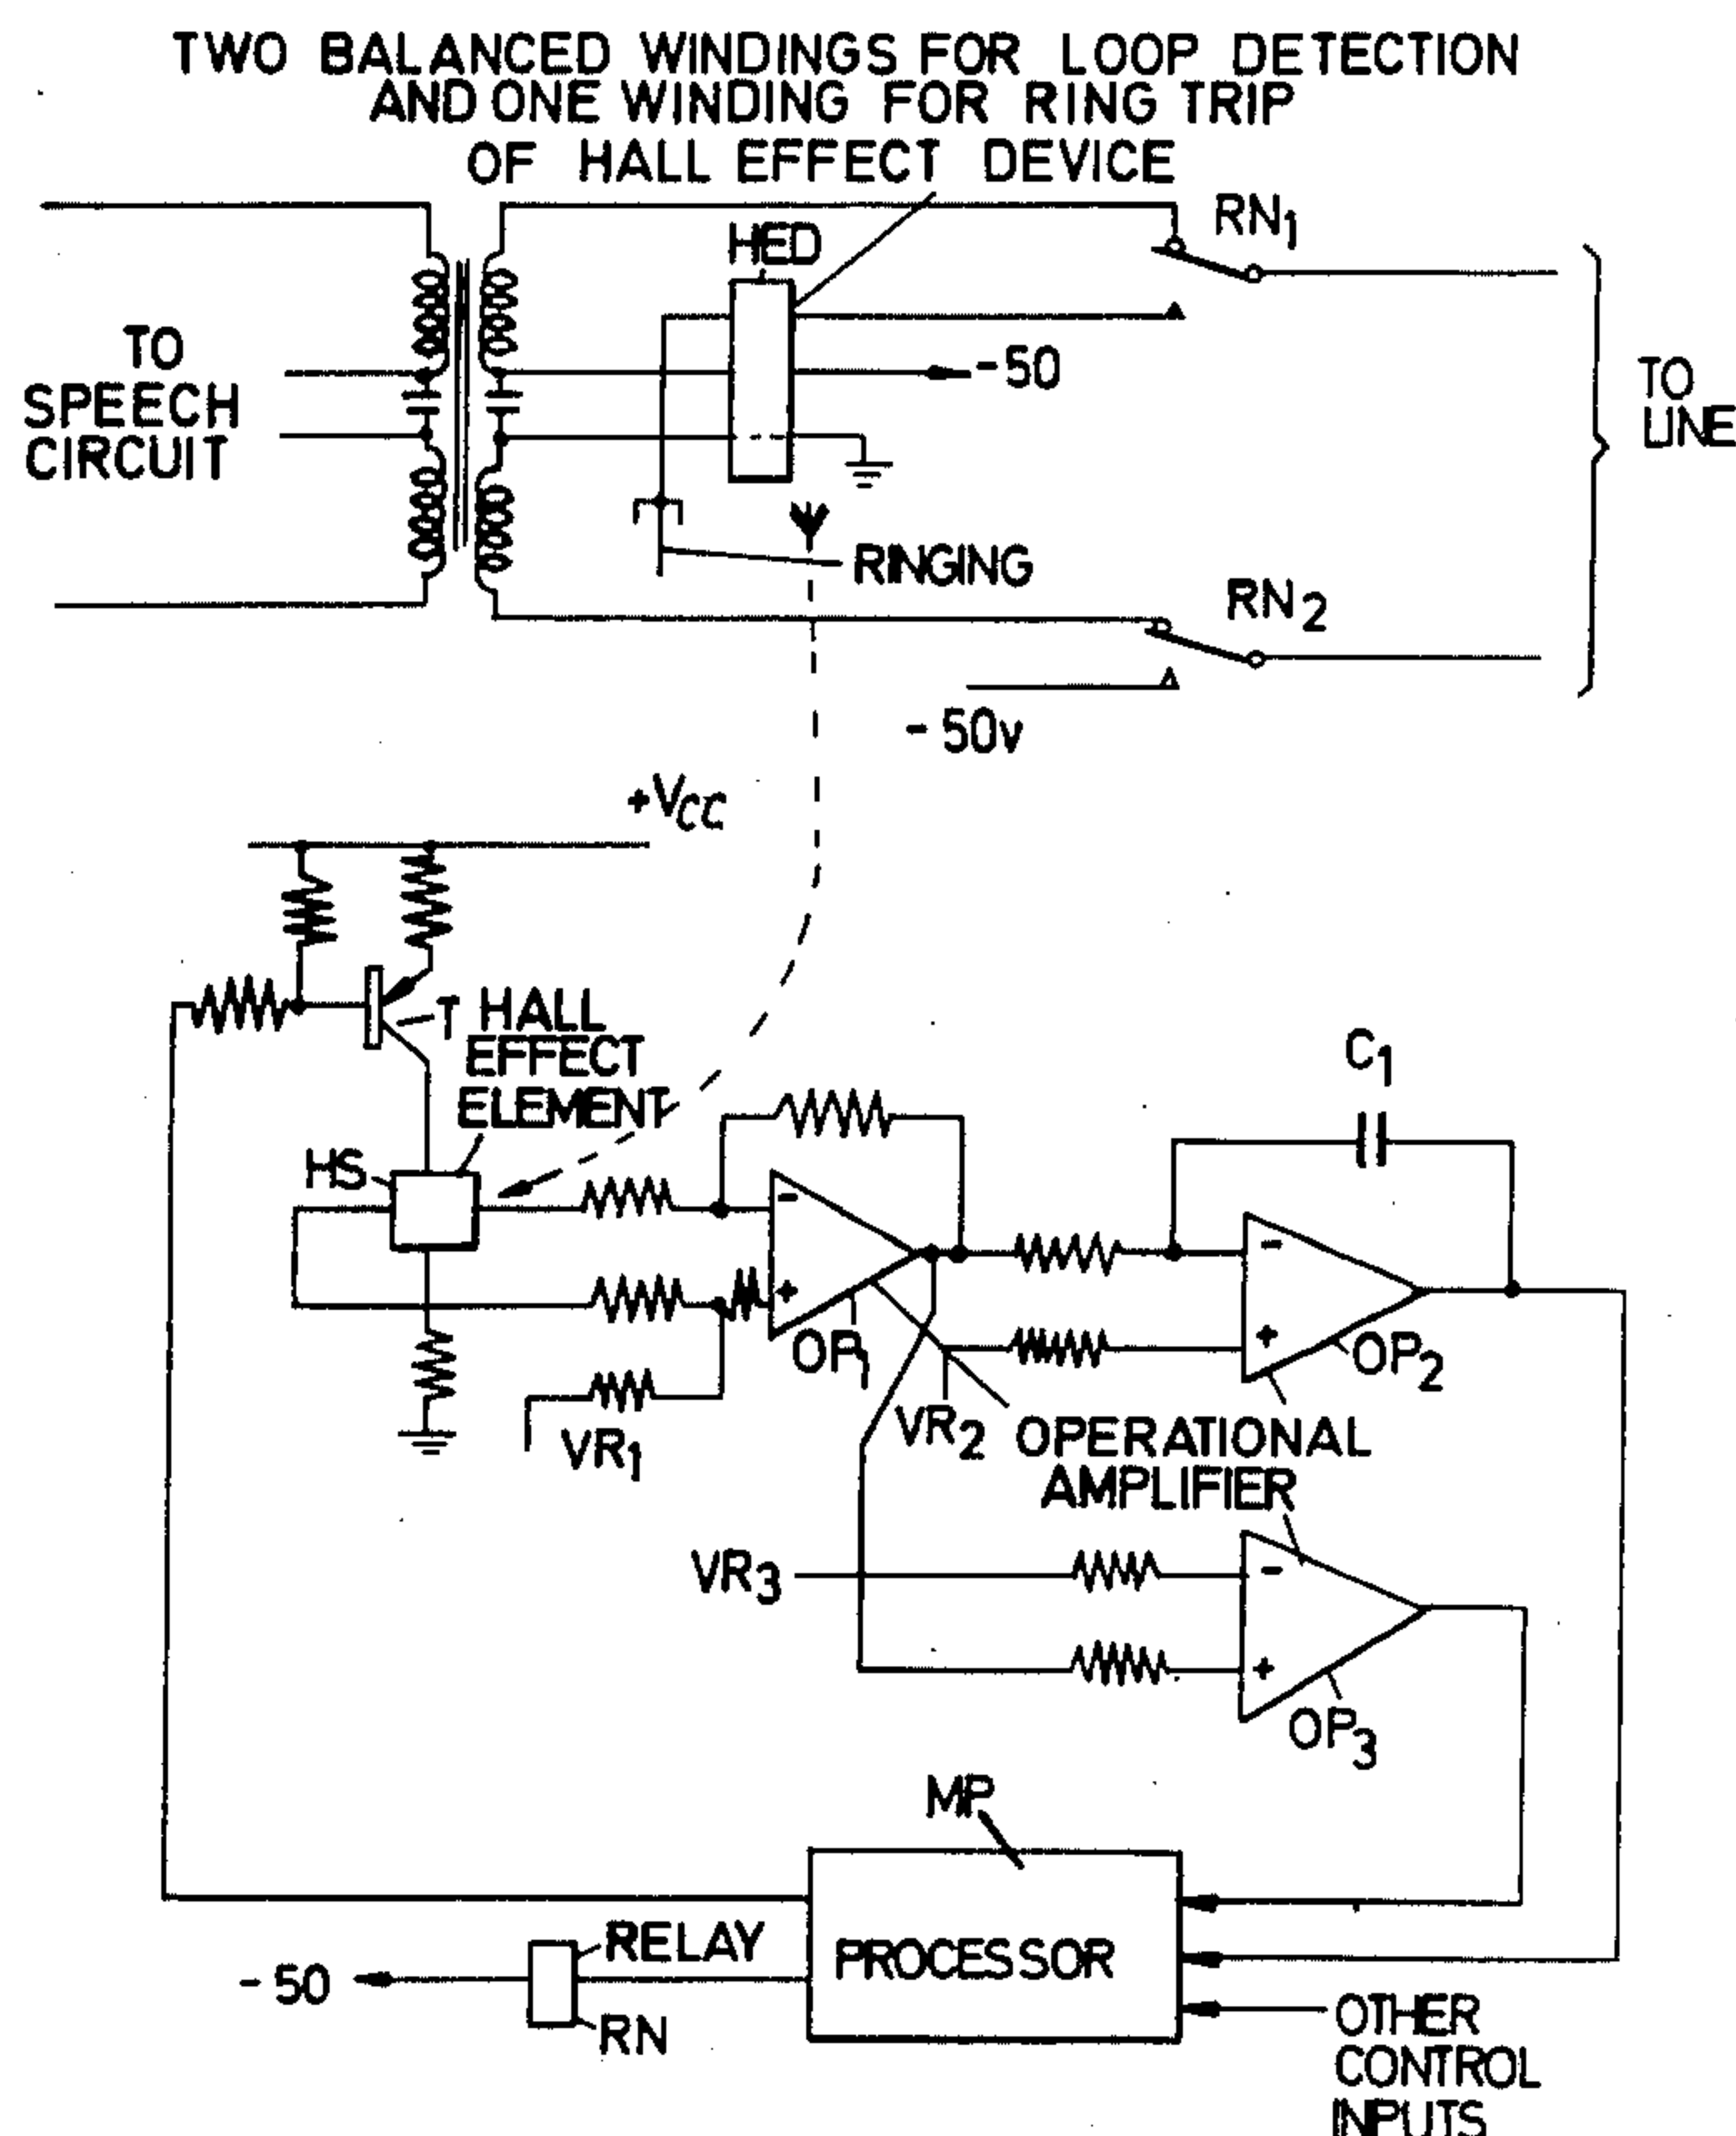 TWO BALANCED WINDINGS FOR LOOP DETECTION
AND ONE WINDING FOR RING TRIP
OF HALL EFFECT DEVICE
RN1
HED
TO
SPEECH
CIRCUIT
-50
TO
LINE
RINGING
RN2
-50v
+VCC
T
HALL
EFFECT
ELEMENT
C1
HS
-
+
OP1
-
+
OP2
VR1
VR2
OPERATIONAL
AMPLIFIER
VR3
-
+
OP3
MP
PROCESSOR
RELAY
-50
RN
OTHER
CONTROL
INPUTS